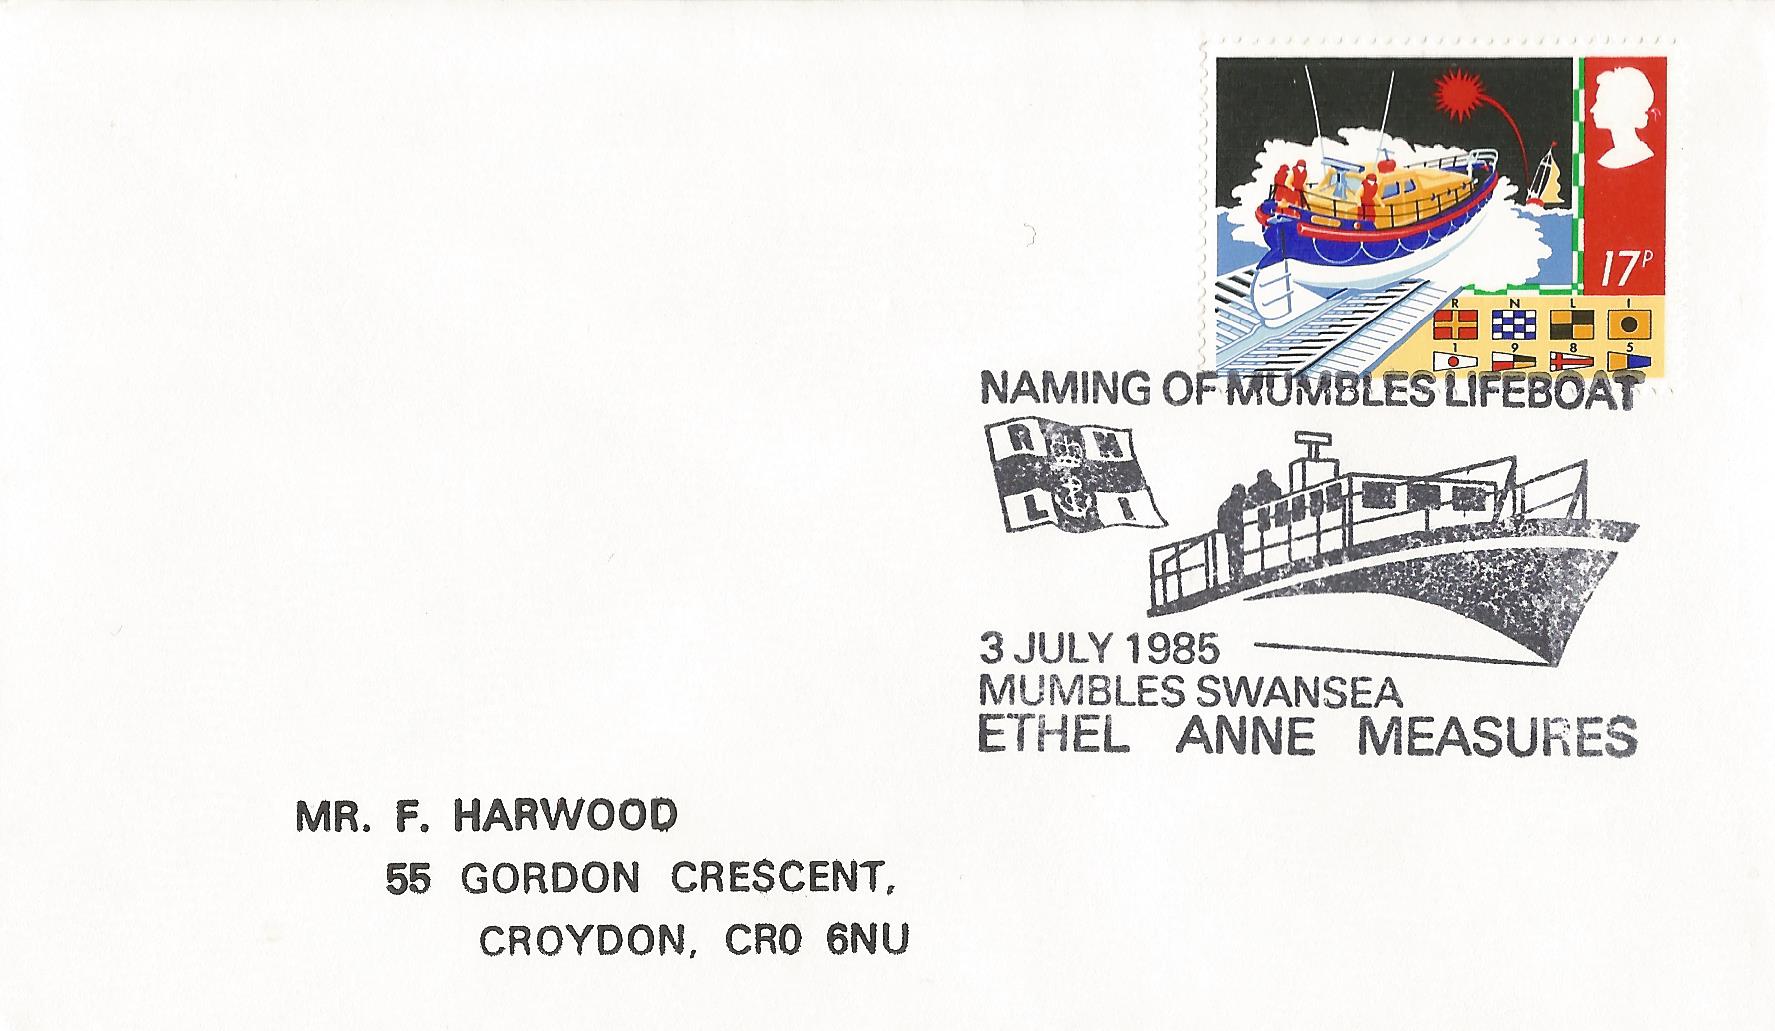 17P
R N L I
1 9 8 5
NAMING OF MUMBLES LIFEBOAT
R N
L I
3 JULY 1985
MUMBLES SWANSEA
ETHEL ANNE MEASURES
MR. F. HARWOOD
55 GORDON CRESCENT,
CROYDON, CR0 6NU